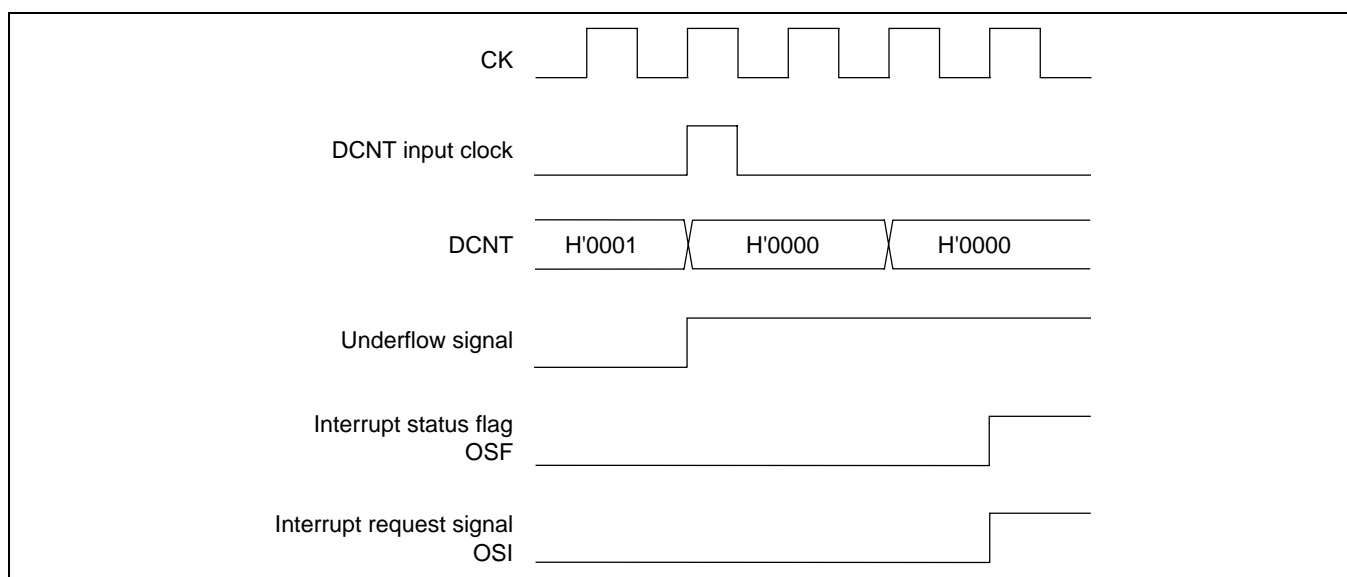 CK
DCNT input clock
DCNT
H'0001
H'0000
H'0000
Underflow signal
Interrupt status flag
OSF
Interrupt request signal
OSI